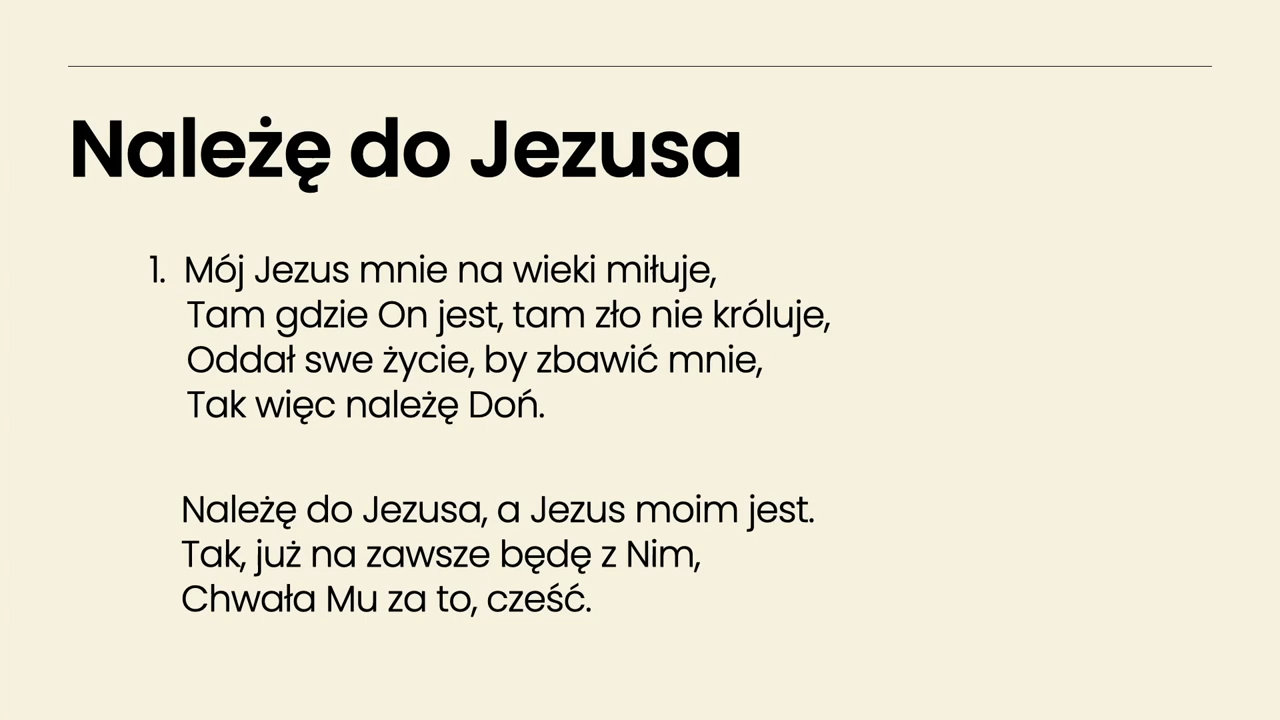 Należę do Jezusa
1. Mój Jezus mnie na wieki miłuje,
Tam gdzie On jest, tam zło nie króluje,
Oddał swe życie, by zbawić mnie,
Tak więc należę Doń.
Należę do Jezusa, a Jezus moim jest.
Tak, już na zawsze będę z Nim,
Chwała Mu za to, cześć.